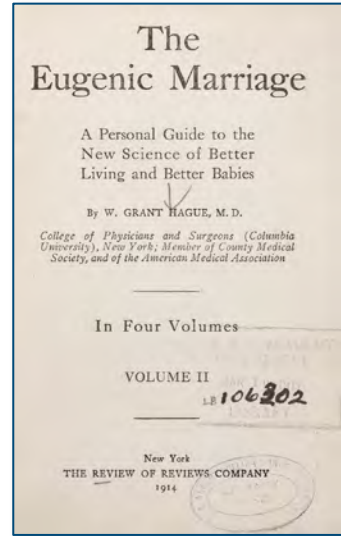 The
Eugenic Marriage
A Personal Guide to the
New Science of Better
Living and Better Babies
By W. GRANT HAGUE, M. D.
College of Physicians and Surgeons (Columbia
University), New York; Member of County Medical
Society, and of the American Medical Association
In Four Volumes
VOLUME II
LB 106302
New York
THE REVIEW OF REVIEWS COMPANY
1914